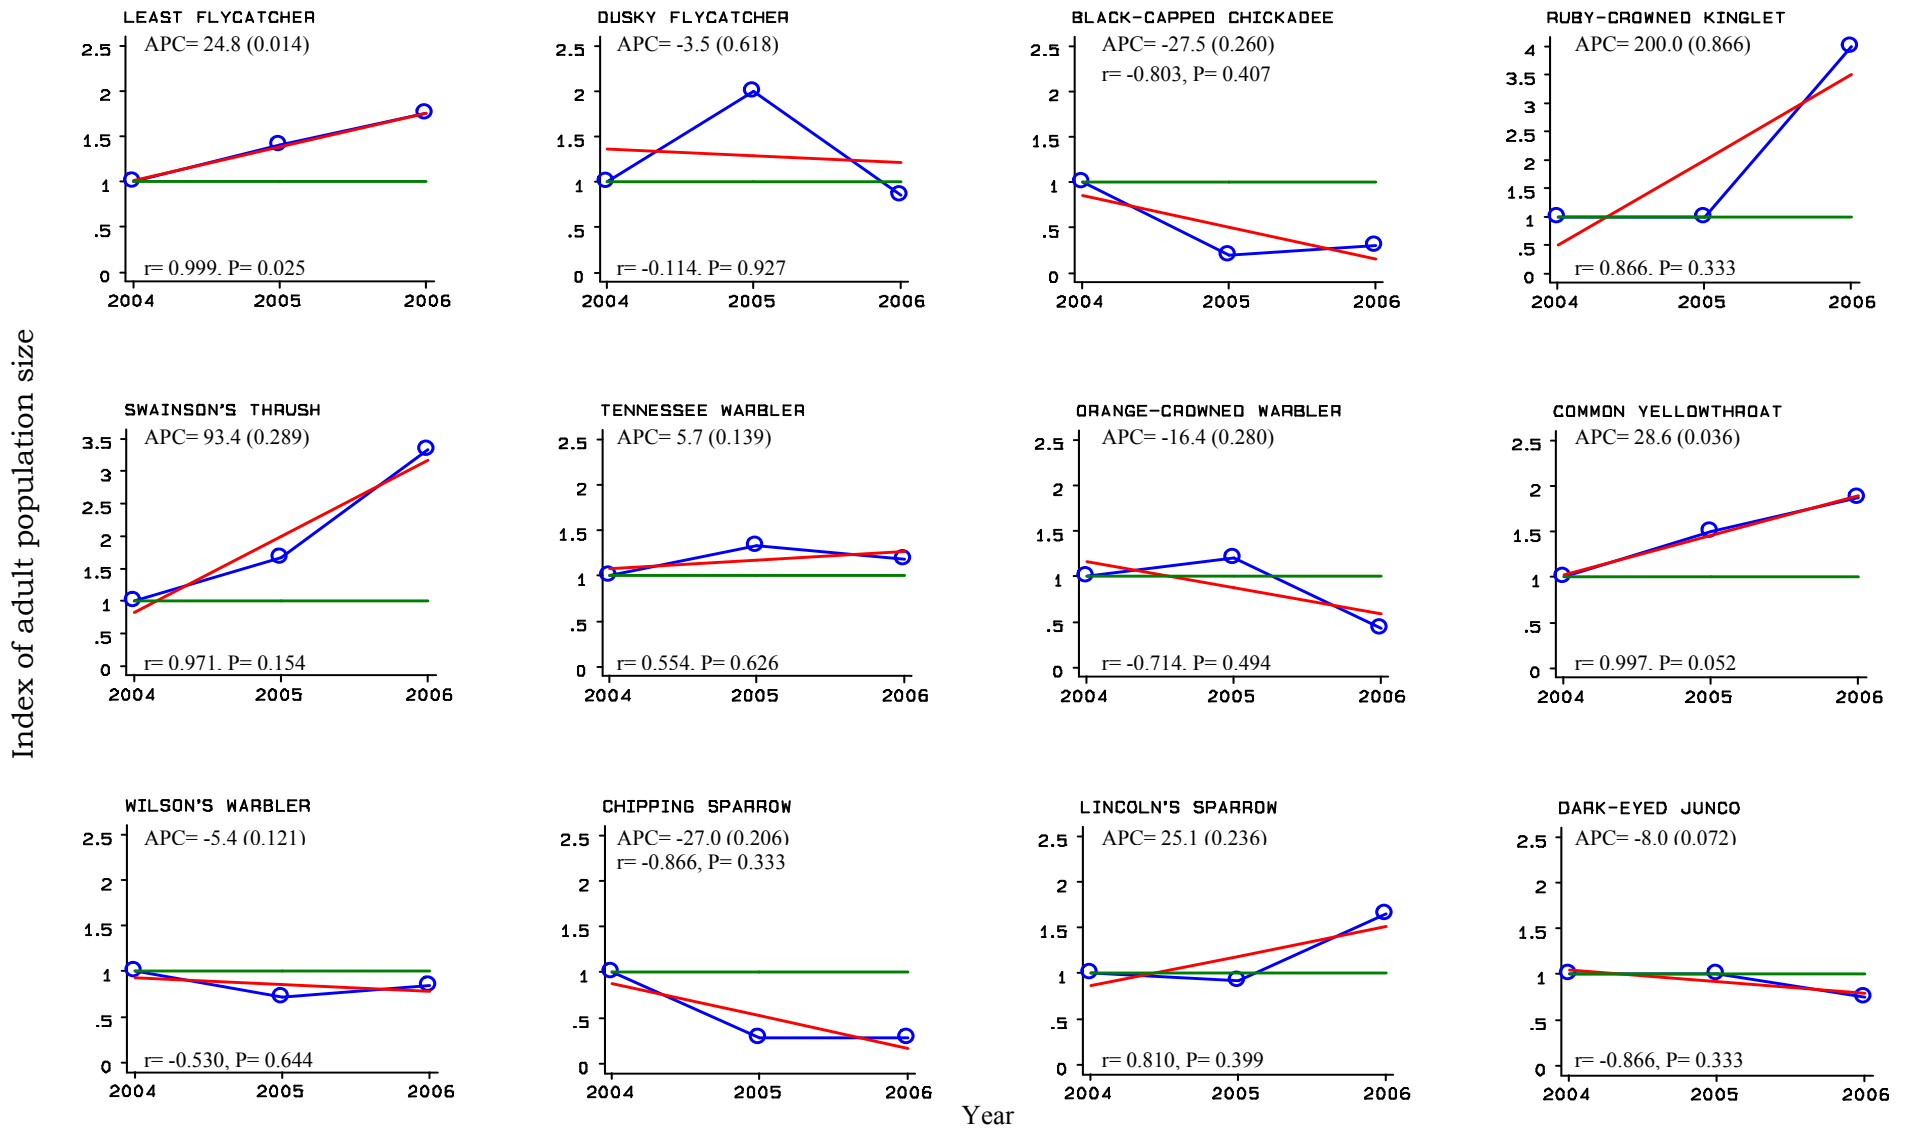 Index of adult population size
LEAST FLYCATCHER
APC= 24.8 (0.014)
2.5
2
1.5
1
.5
0
r= 0.999, P= 0.025
2004 2005 2006
DUSKY FLYCATCHER
APC= -3.5 (0.618)
2.5
2
1.5
1
.5
0
r= -0.114, P= 0.927
2004 2005 2006
BLACK-CAPPED CHICKADEE
APC= -27.5 (0.260)
r= -0.803, P= 0.407
2.5
2
1.5
1
.5
0
2004 2005 2006
RUBY-CROWNED KINGLET
APC= 200.0 (0.866)
4
3.5
3
2.5
2
1.5
1
.5
0
r= 0.866, P= 0.333
2004 2005 2006
SWAINSON'S THRUSH
APC= 93.4 (0.289)
3.5
3
2.5
2
1.5
1
.5
0
r= 0.971, P= 0.154
2004 2005 2006
TENNESSEE WARBLER
APC= 5.7 (0.139)
2.5
2
1.5
1
.5
0
r= 0.554, P= 0.626
2004 2005 2006
ORANGE-CROWNED WARBLER
APC= -16.4 (0.280)
2.5
2
1.5
1
.5
0
r= -0.714, P= 0.494
2004 2005 2006
COMMON YELLOWTHROAT
APC= 28.6 (0.036)
2.5
2
1.5
1
.5
0
r= 0.997, P= 0.052
2004 2005 2006
WILSON'S WARBLER
APC= -5.4 (0.121)
2.5
2
1.5
1
.5
0
r= -0.530, P= 0.644
2004 2005 2006
CHIPPING SPARROW
APC= -27.0 (0.206)
r= -0.866, P= 0.333
2.5
2
1.5
1
.5
0
2004 2005 2006
LINCOLN'S SPARROW
APC= 25.1 (0.236)
2.5
2
1.5
1
.5
0
r= 0.810, P= 0.399
2004 2005 2006
DARK-EYED JUNCO
APC= -8.0 (0.072)
2.5
2
1.5
1
.5
0
r= -0.866, P= 0.333
2004 2005 2006
Year